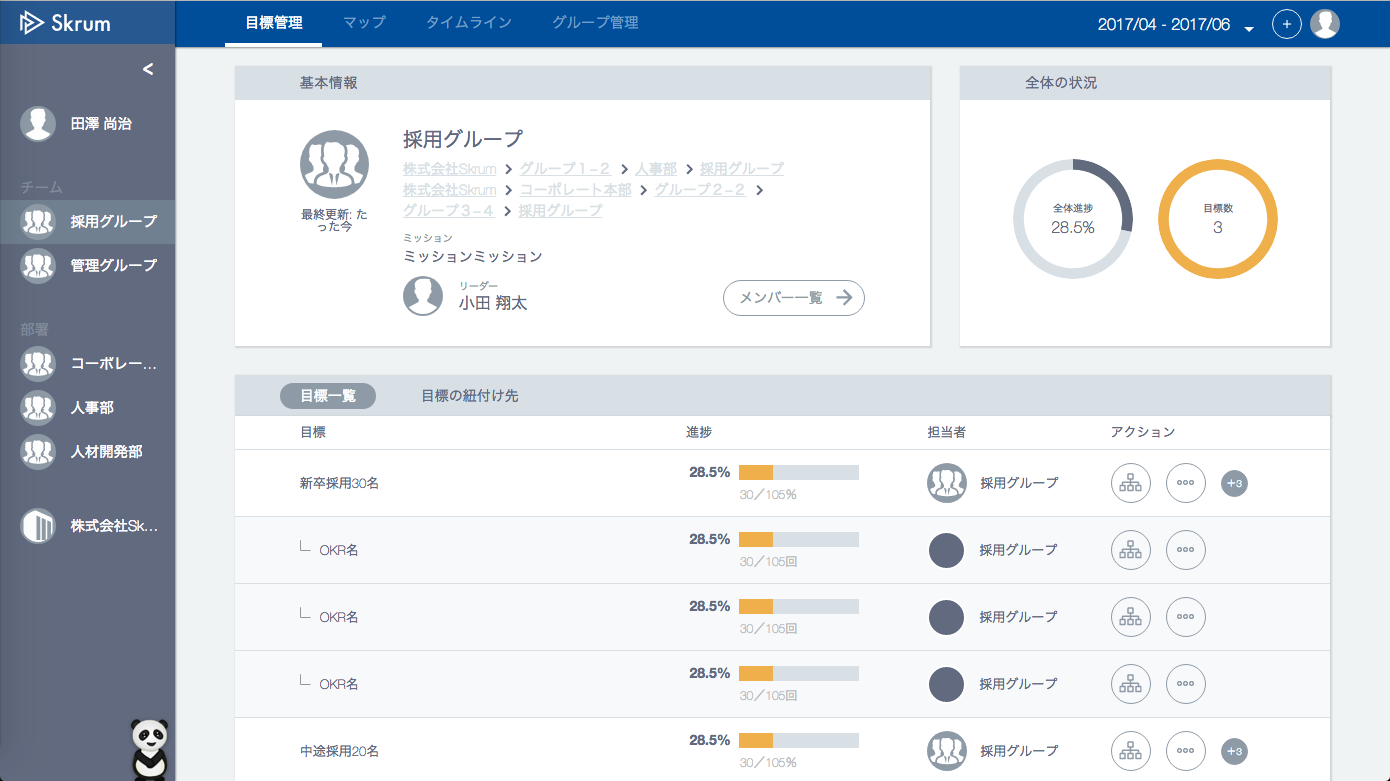 Skrum
目標管理
マップ
タイムライン
グループ管理
2017/04 - 2017/06
+
<
田澤 尚治
チーム
採用グループ
管理グループ
部署
コーポレー…
人事部
人材開発部
株式会社Sk…
基本情報
採用グループ
株式会社Skrum > グループ１−２ > 人事部 > 採用グループ
株式会社Skrum > コーポレート本部 > グループ２−２ >
グループ３−４ > 採用グループ
最終更新: た
った今
ミッション
ミッションミッション
リーダー
小田 翔太
メンバー一覧 →
全体の状況
全体進捗
28.5%
目標数
3
目標一覧
目標の紐付け先
目標 進捗 担当者 アクション
新卒採用30名 28.5% 採用グループ +3
30／105%
OKR名 28.5% 採用グループ
30／105回
OKR名 28.5% 採用グループ
30／105回
OKR名 28.5% 採用グループ
30／105回
中途採用20名 28.5% 採用グループ +3
30／105%